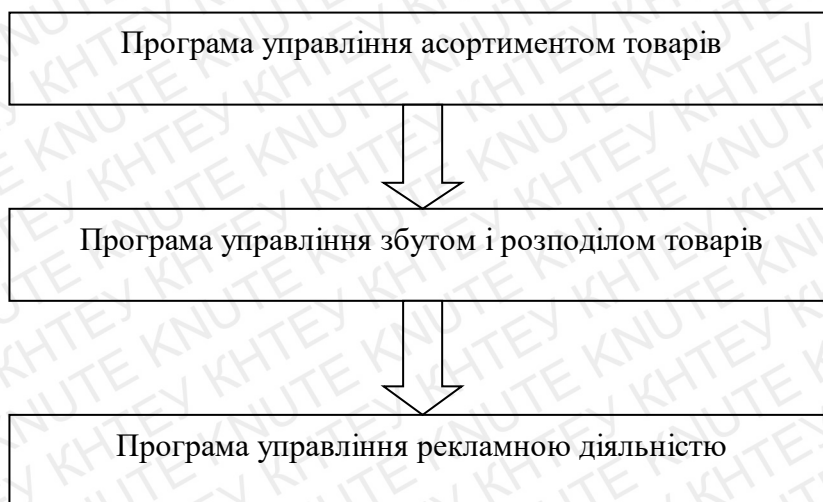 Програма управління асортиментом товарів
Програма управління збутом і розподілом товарів
Програма управління рекламною діяльністю